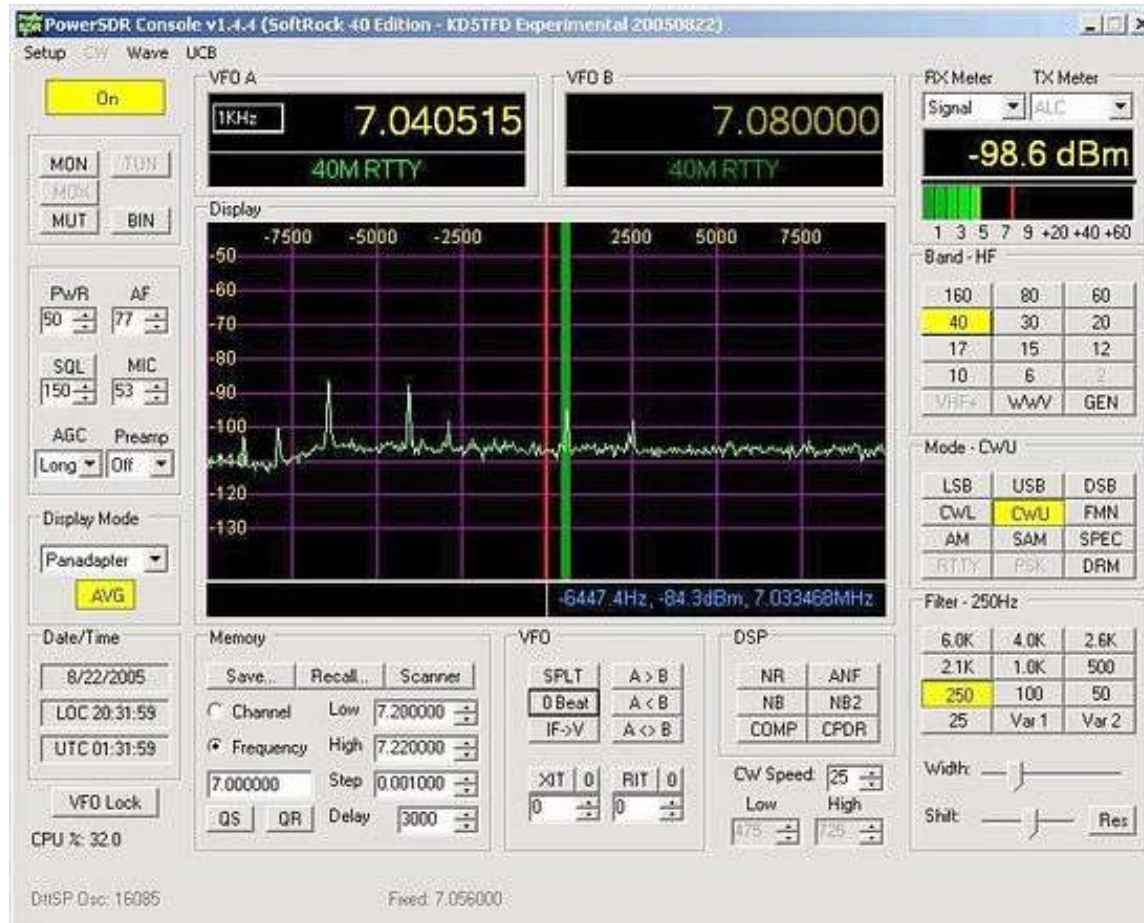 PowerSDR Console v1.4.4 (SoftRock 40 Edition - KD5TFD Experimental 20050822)
Setup CW Wave UCB
On
MON TUN
MOX
MUT BIN
PWR AF
50 77
SQL MIC
150 53
AGC Preamp
Long Off
Display Mode
Panadapter
AVG
Date/Time
8/22/2005
LOC 20:31:59
UTC 01:31:59
VFO Lock
CPU %: 32.0
VFO A
1KHz 7.040515
40M RTTY
VFO B
7.080000
40M RTTY
Display
-7500 -5000 -2500 2500 5000 7500
-50
-60
-70
-80
-90
-100
-120
-130
-6447.4Hz, -84.3dBm, 7.033468MHz
Memory
Save... Recall... Scanner
Channel Low 7.200000
Frequency High 7.220000
7.000000 Step 0.001000
QS QR Delay 3000
VFO
SPLT A > B
0 Beat A < B
IF->V A <> B
XIT 0 RIT 0
0 0
DSP
NR ANF
NB NB2
COMP CPDR
CW Speed: 25
Low High
475 725
RX Meter TX Meter
Signal ALC
-98.6 dBm
1 3 5 7 9 +20 +40 +60
Band - HF
160 80 60
40 30 20
17 15 12
10 6 2
VHF+ WWV GEN
Mode - CWU
LSB USB DSB
CWL CWU FMN
AM SAM SPEC
RTTY PSK DRM
Filter - 250Hz
6.0K 4.0K 2.6K
2.1K 1.0K 500
250 100 50
25 Var 1 Var 2
Width:
Shift: Res
DttSP Osc: 16085 Fixed: 7.056000